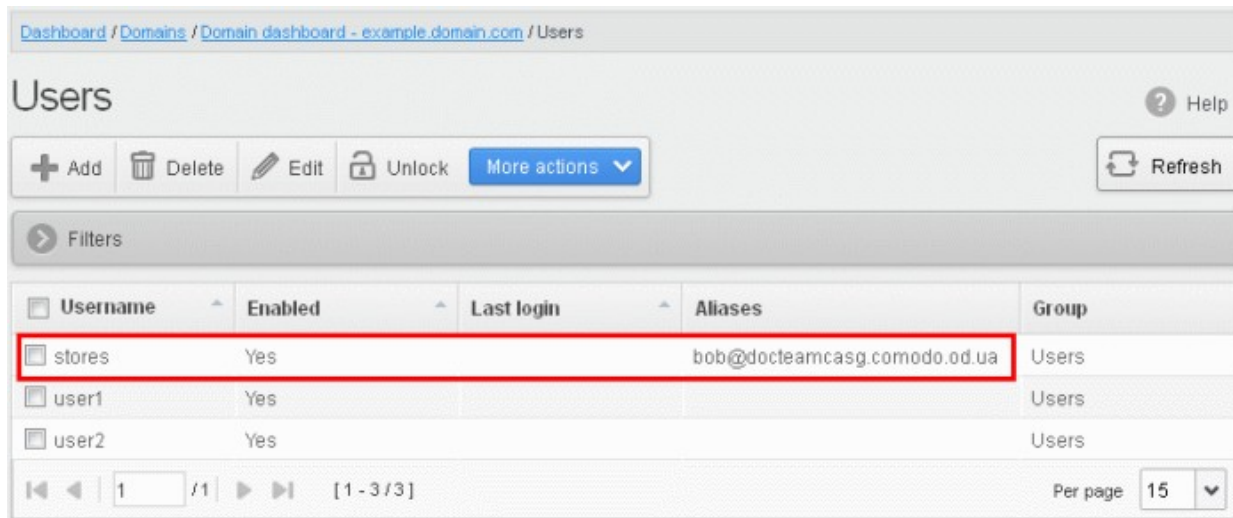 Dashboard / Domains / Domain dashboard - example.domain.com / Users
Users
Help
Add Delete Edit Unlock More actions Refresh
Filters
Username Enabled Last login Aliases Group
stores Yes bob@docteamcasg.comodo.od.ua Users
user1 Yes Users
user2 Yes Users
1 / 1 [ 1 - 3 / 3 ] Per page 15